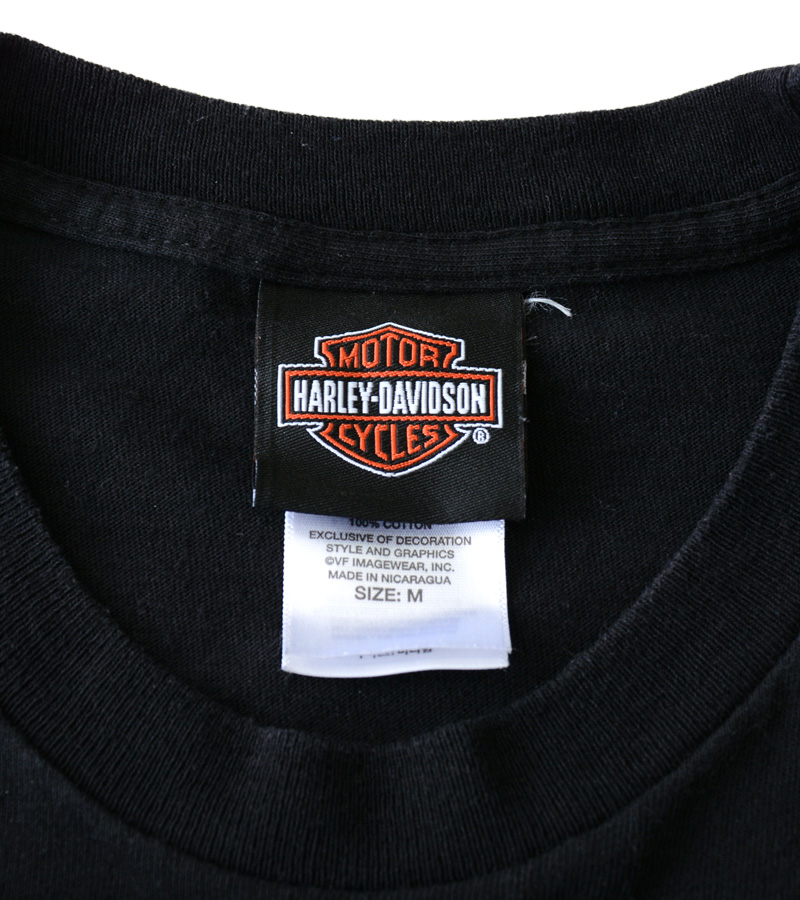 MOTOR
HARLEY-DAVIDSON
CYCLES
®
100% COTTON
EXCLUSIVE OF DECORATION
STYLE AND GRAPHICS
©VF IMAGEWEAR, INC.
MADE IN NICARAGUA
SIZE: M